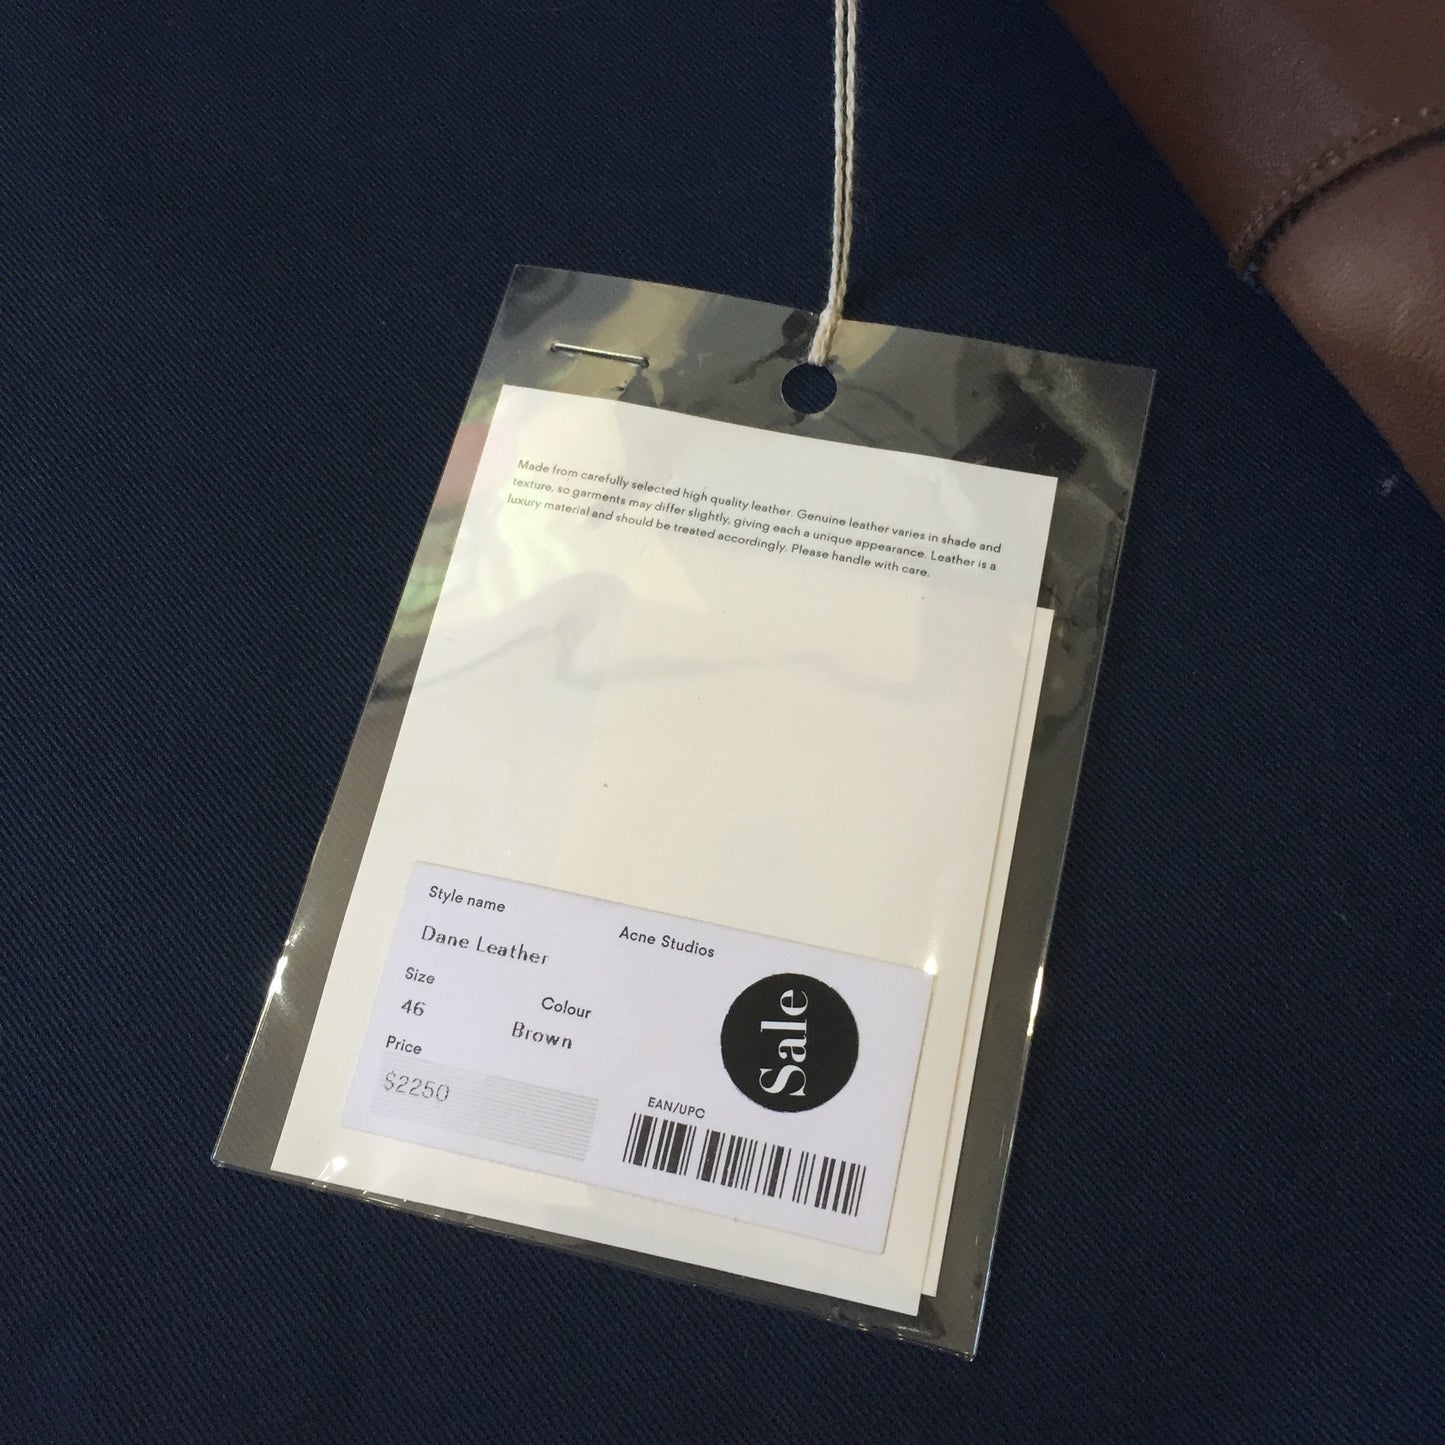 Made from carefully selected high quality leather. Genuine leather varies in shade and
texture, so garments may differ slightly, giving each a unique appearance. Leather is a
luxury material and should be treated accordingly. Please handle with care.
Style name
Acne Studios
Dane Leather
Size
46
Colour
Brown
Sale
Price
$2250
EAN/UPC